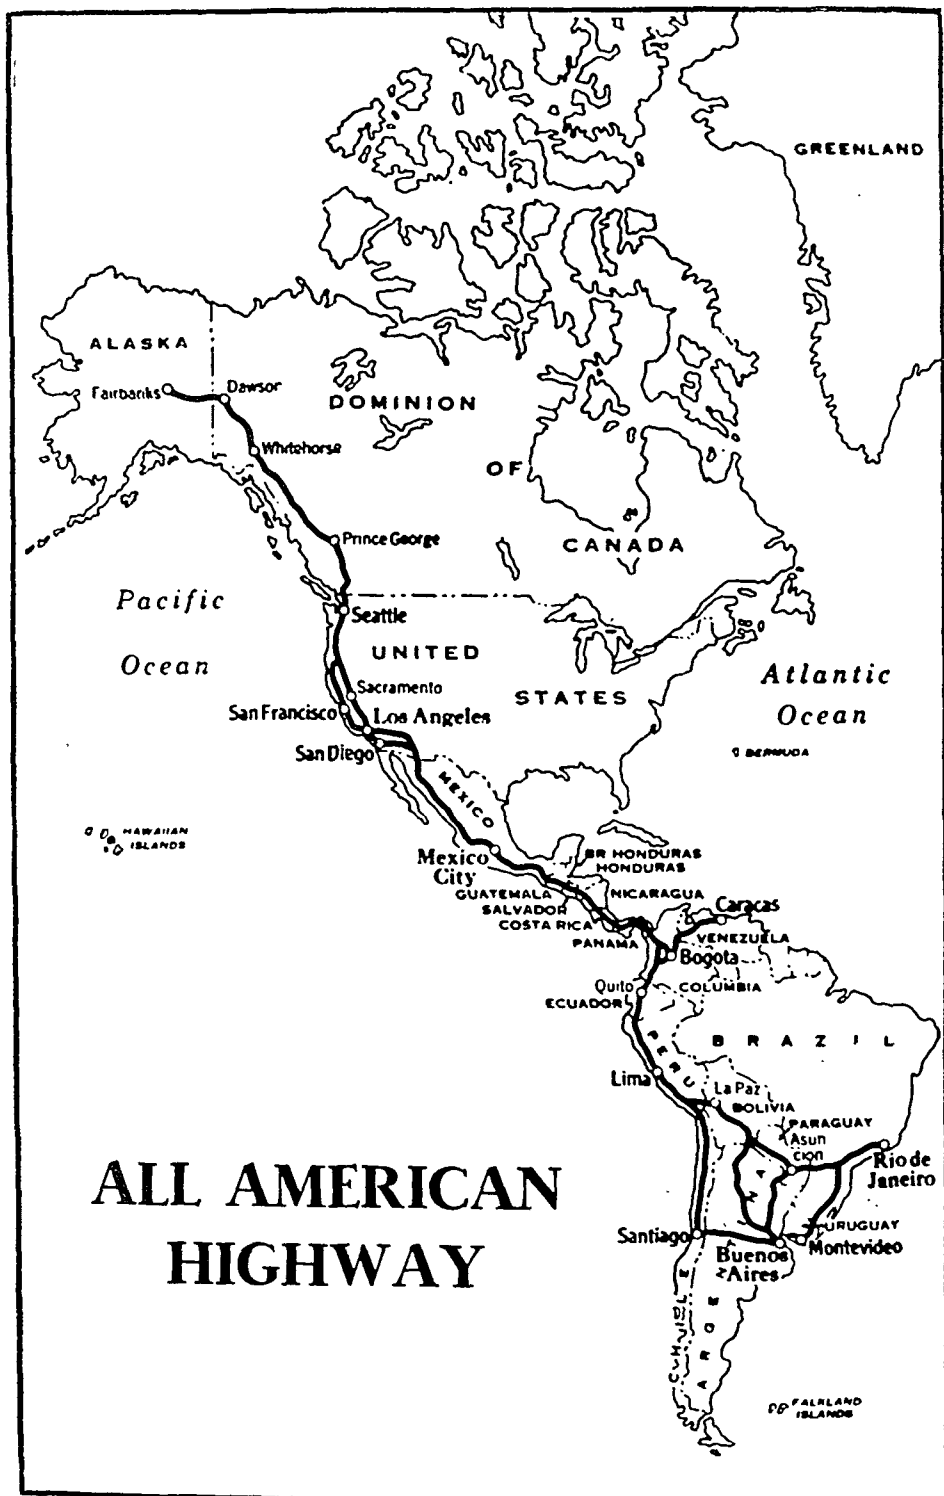 GREENLAND
ALASKA
Fairbanks
Dawson
DOMINION
Whitehorse
OF
Prince George
CANADA
Pacific
Ocean
Seattle
UNITED
STATES
Atlantic
Ocean
Sacramento
San Francisco
Los Angeles
San Diego
BERMUDA
MEXICO
HAWAIIAN
ISLANDS
Mexico
City
BR HONDURAS
HONDURAS
GUATEMALA
NICARAGUA
SALVADOR
COSTA RICA
PANAMA
Caracas
VENEZUELA
Bogota
Quito
ECUADOR
COLUMBIA
PERU
BRAZIL
Lima
La Paz
BOLIVIA
PARAGUAY
Asun
cion
Rio de
Janeiro
ALL AMERICAN
HIGHWAY
Santiago
URUGUAY
Buenos
Aires
Montevideo
CHILE
ARGENTINA
FALKLAND
ISLANDS